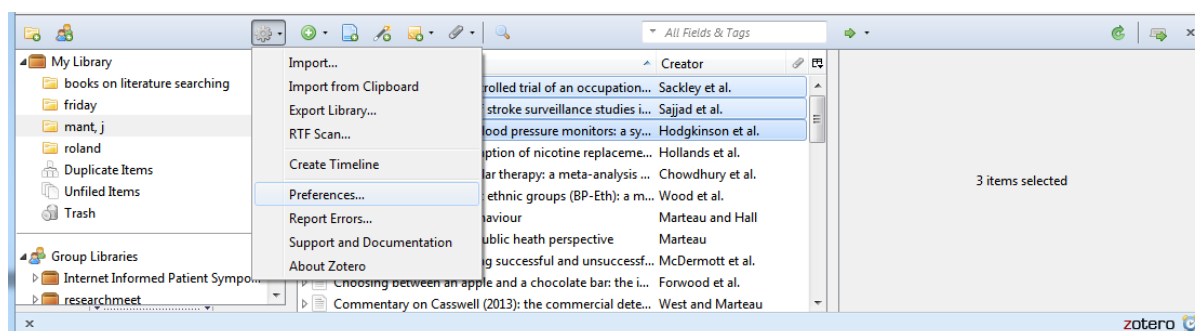 All Fields & Tags
My Library
books on literature searching
friday
mant, j
roland
Duplicate Items
Unfiled Items
Trash
Group Libraries
Internet Informed Patient Sympo...
researchmeet
Import...
Import from Clipboard
Export Library...
RTF Scan...
Create Timeline
Preferences...
Report Errors...
Support and Documentation
About Zotero
Creator
rolled trial of an occupation... Sackley et al.
stroke surveillance studies i... Sajjad et al.
lood pressure monitors: a sy... Hodgkinson et al.
ption of nicotine replaceme... Hollands et al.
lar therapy: a meta-analysis ... Chowdhury et al.
ethnic groups (BP-Eth): a m... Wood et al.
aviour Marteau and Hall
ublic heath perspective Marteau
g successful and unsuccessf... McDermott et al.
Choosing between an apple and a chocolate bar: the i... Forwood et al.
Commentary on Casswell (2013): the commercial dete... West and Marteau
3 items selected
zotero